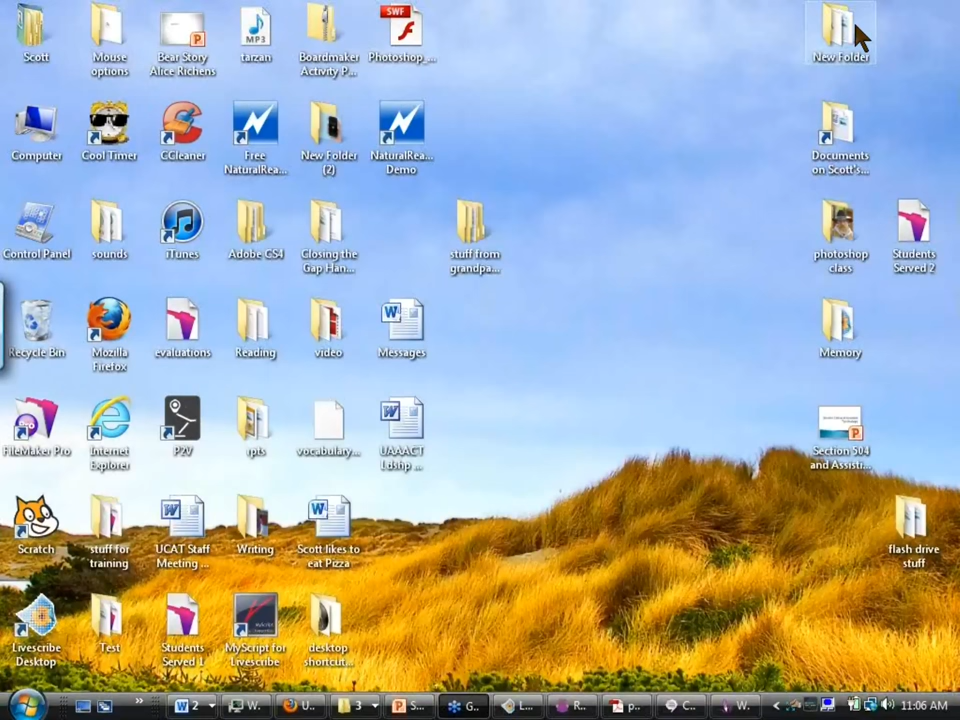 Scott
Mouse
options
Bear Story
Alice Richens
MP3
tarzan
Boardmaker
Activity P...
SWF
Photoshop_...
New Folder
Computer
Cool Timer
CCleaner
Free
NaturalRea...
New Folder
(2)
NaturalRea...
Demo
Documents
on Scott's...
Control Panel
sounds
iTunes
Adobe CS4
Closing the
Gap Han...
stuff from
grandpa...
photoshop
class
Students
Served 2
Recycle Bin
Mozilla
Firefox
evaluations
Reading
video
Messages
Memory
Pro
FileMaker Pro
Internet
Explorer
P2V
rpts
vocabulary...
UAAACT
Ldshp ...
Section 504
and Assisti...
Scratch
stuff for
training
UCAT Staff
Meeting ...
Writing
Scott likes to
eat Pizza
flash drive
stuff
Livescribe
Desktop
Test
Students
Served 1
MyScript for
Livescribe
desktop
shortcut...
» 2 W.. U.. 3 S... G.. L... R.. p.. C... W.. 11:06 AM